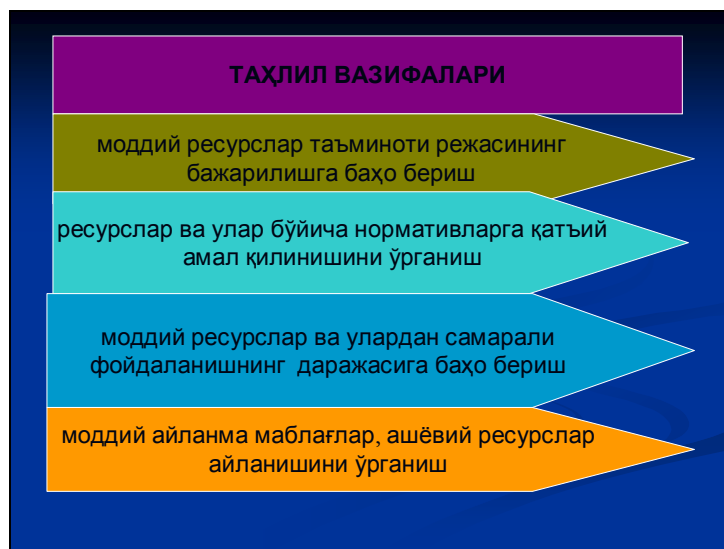 ТАҲЛИЛ ВАЗИФАЛАРИ
моддий ресурслар таъминоти режасининг
бажарилишга баҳо бериш
ресурслар ва улар бўйича нормативларга қатъий
амал қилинишини ўрганиш
моддий ресурслар ва улардан самарали
фойдаланишнинг даражасига баҳо бериш
моддий айланма маблағлар, ашёвий ресурслар
айланишини ўрганиш